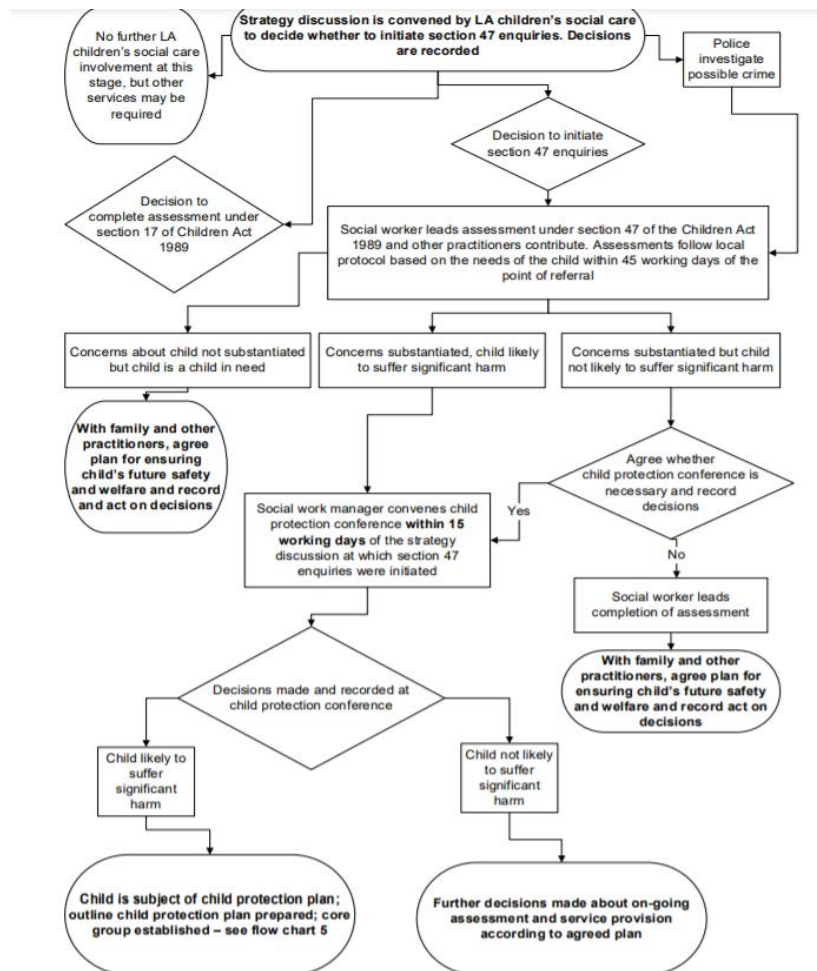 Strategy discussion is convened by LA children's social care
to decide whether to initiate section 47 enquiries. Decisions
are recorded
No further LA
children's social care
involvement at this
stage, but other
services may be
required
Police
investigate
possible crime
Decision to initiate
section 47 enquiries
Decision to
complete assessment under
section 17 of Children Act
1989
Social worker leads assessment under section 47 of the Children Act
1989 and other practitioners contribute. Assessments follow local
protocol based on the needs of the child within 45 working days of the
point of referral
Concerns about child not substantiated
but child is a child in need
Concerns substantiated, child likely
to suffer significant harm
Concerns substantiated but child
not likely to suffer significant harm
With family and other
practitioners, agree
plan for ensuring
child's future safety
and welfare and record
and act on decisions
Agree whether
child protection conference is
necessary and record
decisions
Yes
No
Social work manager convenes child
protection conference within 15
working days of the strategy
discussion at which section 47
enquiries were initiated
Social worker leads
completion of assessment
With family and other
practitioners, agree plan for
ensuring child's future safety
and welfare and record act on
decisions
Decisions made and recorded at
child protection conference
Child likely to
suffer
significant
harm
Child not likely
to suffer
significant
harm
Child is subject of child protection plan;
outline child protection plan prepared; core
group established – see flow chart 5
Further decisions made about on-going
assessment and service provision
according to agreed plan